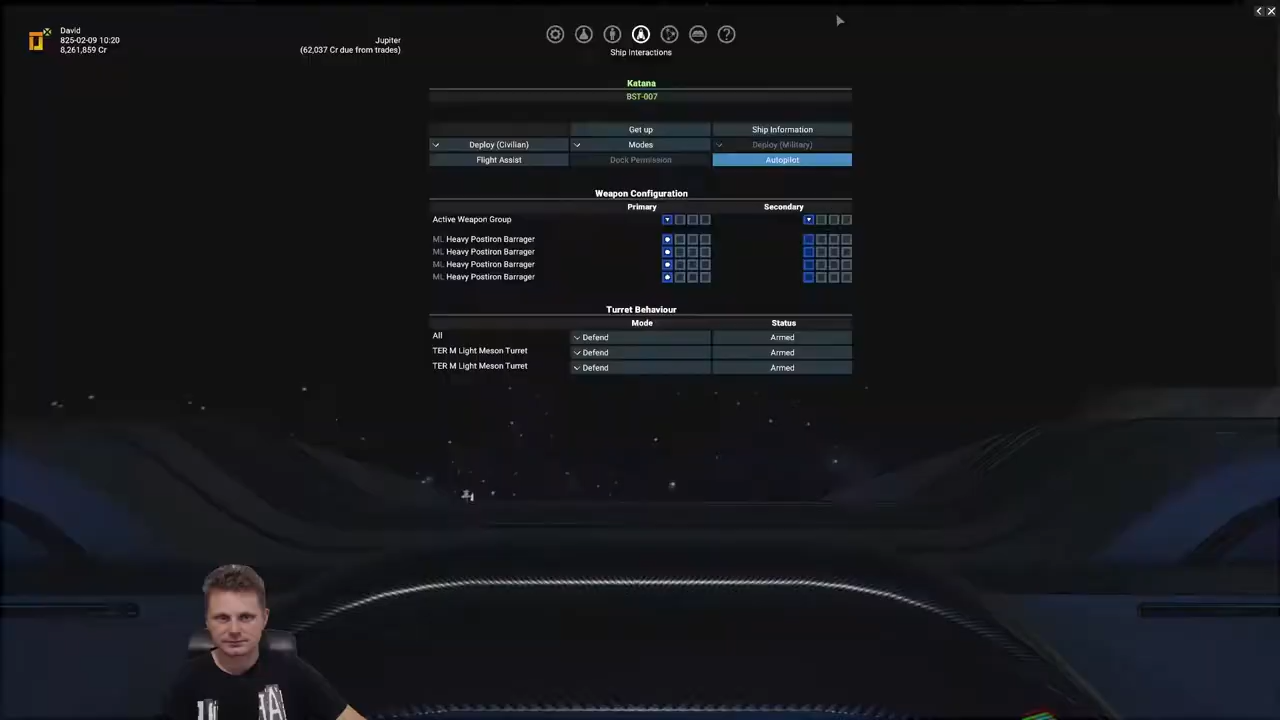 David
825-02-09 10:20
8,261,859 Cr
Jupiter
(62,037 Cr due from trades)
Ship Interactions
Katana
BST-007
Get up
Ship Information
Deploy (Civilian)
Modes
Deploy (Military)
Flight Assist
Dock Permission
Autopilot
Weapon Configuration
Primary
Secondary
Active Weapon Group
ML Heavy Postiron Barrager
ML Heavy Postiron Barrager
ML Heavy Postiron Barrager
ML Heavy Postiron Barrager
Turret Behaviour
Mode
Status
All
Defend
Armed
TER M Light Meson Turret
Defend
Armed
TER M Light Meson Turret
Defend
Armed